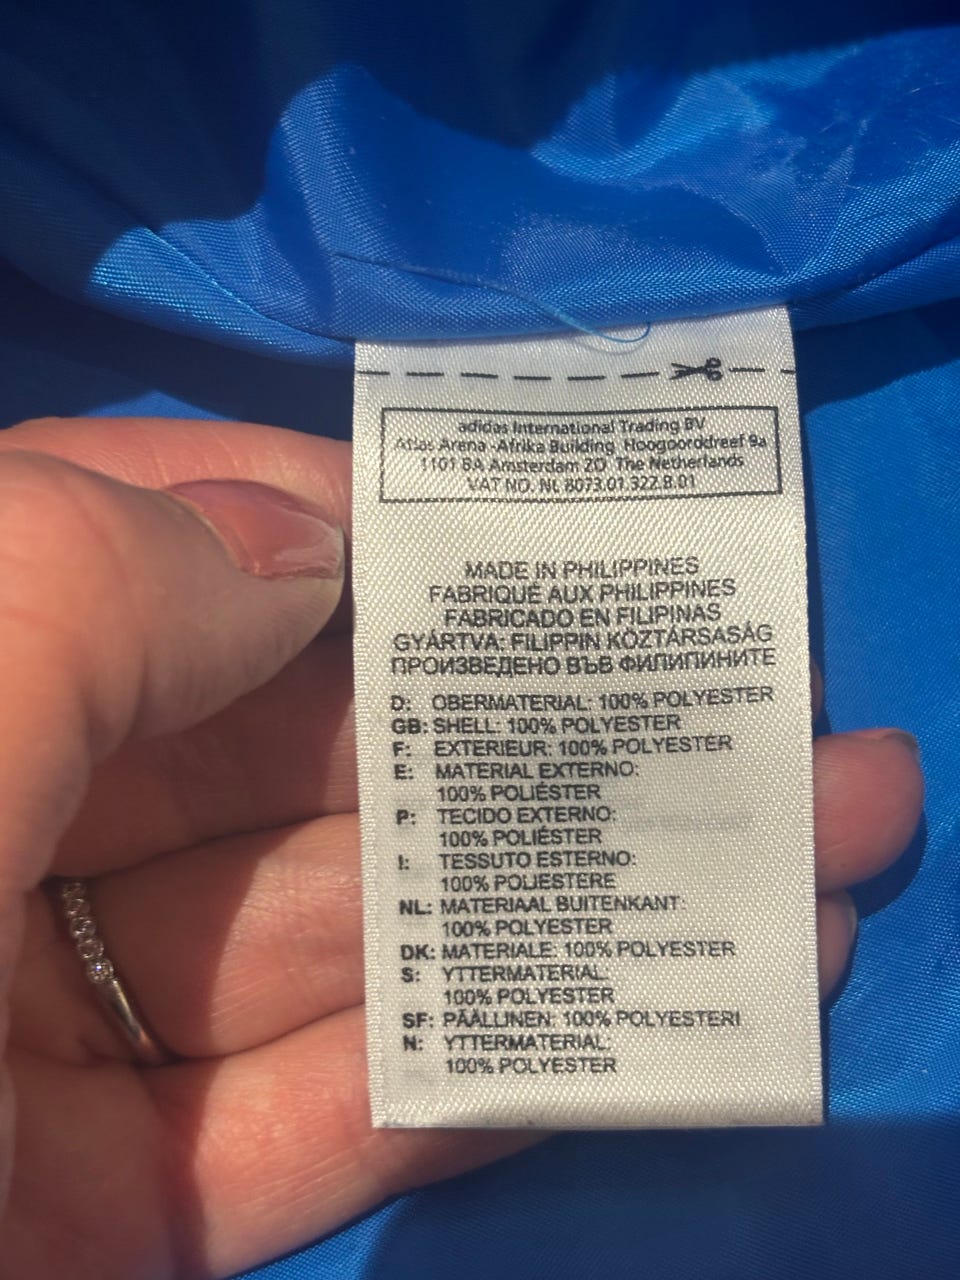 adidas International Trading BV
Atlas Arena -Afrika Building Hoogoorddreef 9a
1101 BA Amsterdam ZO The Netherlands
VAT NO. NL 8073.01.322.B.01
MADE IN PHILIPPINES
FABRIQUÉ AUX PHILIPPINES
FABRICADO EN FILIPINAS
GYÁRTVA: FILIPPIN KÖZTÁRSASÁG
ПРОИЗВЕДЕНО ВЪВ ФИЛИПИНИТЕ
D: OBERMATERIAL: 100% POLYESTER
GB: SHELL: 100% POLYESTER
F: EXTERIEUR: 100% POLYESTER
E: MATERIAL EXTERNO:
100% POLIÉSTER
P: TECIDO EXTERNO:
100% POLIÉSTER
I: TESSUTO ESTERNO:
100% POLIESTERE
NL: MATERIAAL BUITENKANT:
100% POLYESTER
DK: MATERIALE: 100% POLYESTER
S: YTTERMATERIAL:
100% POLYESTER
SF: PÄÄLLINEN: 100% POLYESTERI
N: YTTERMATERIAL:
100% POLYESTER